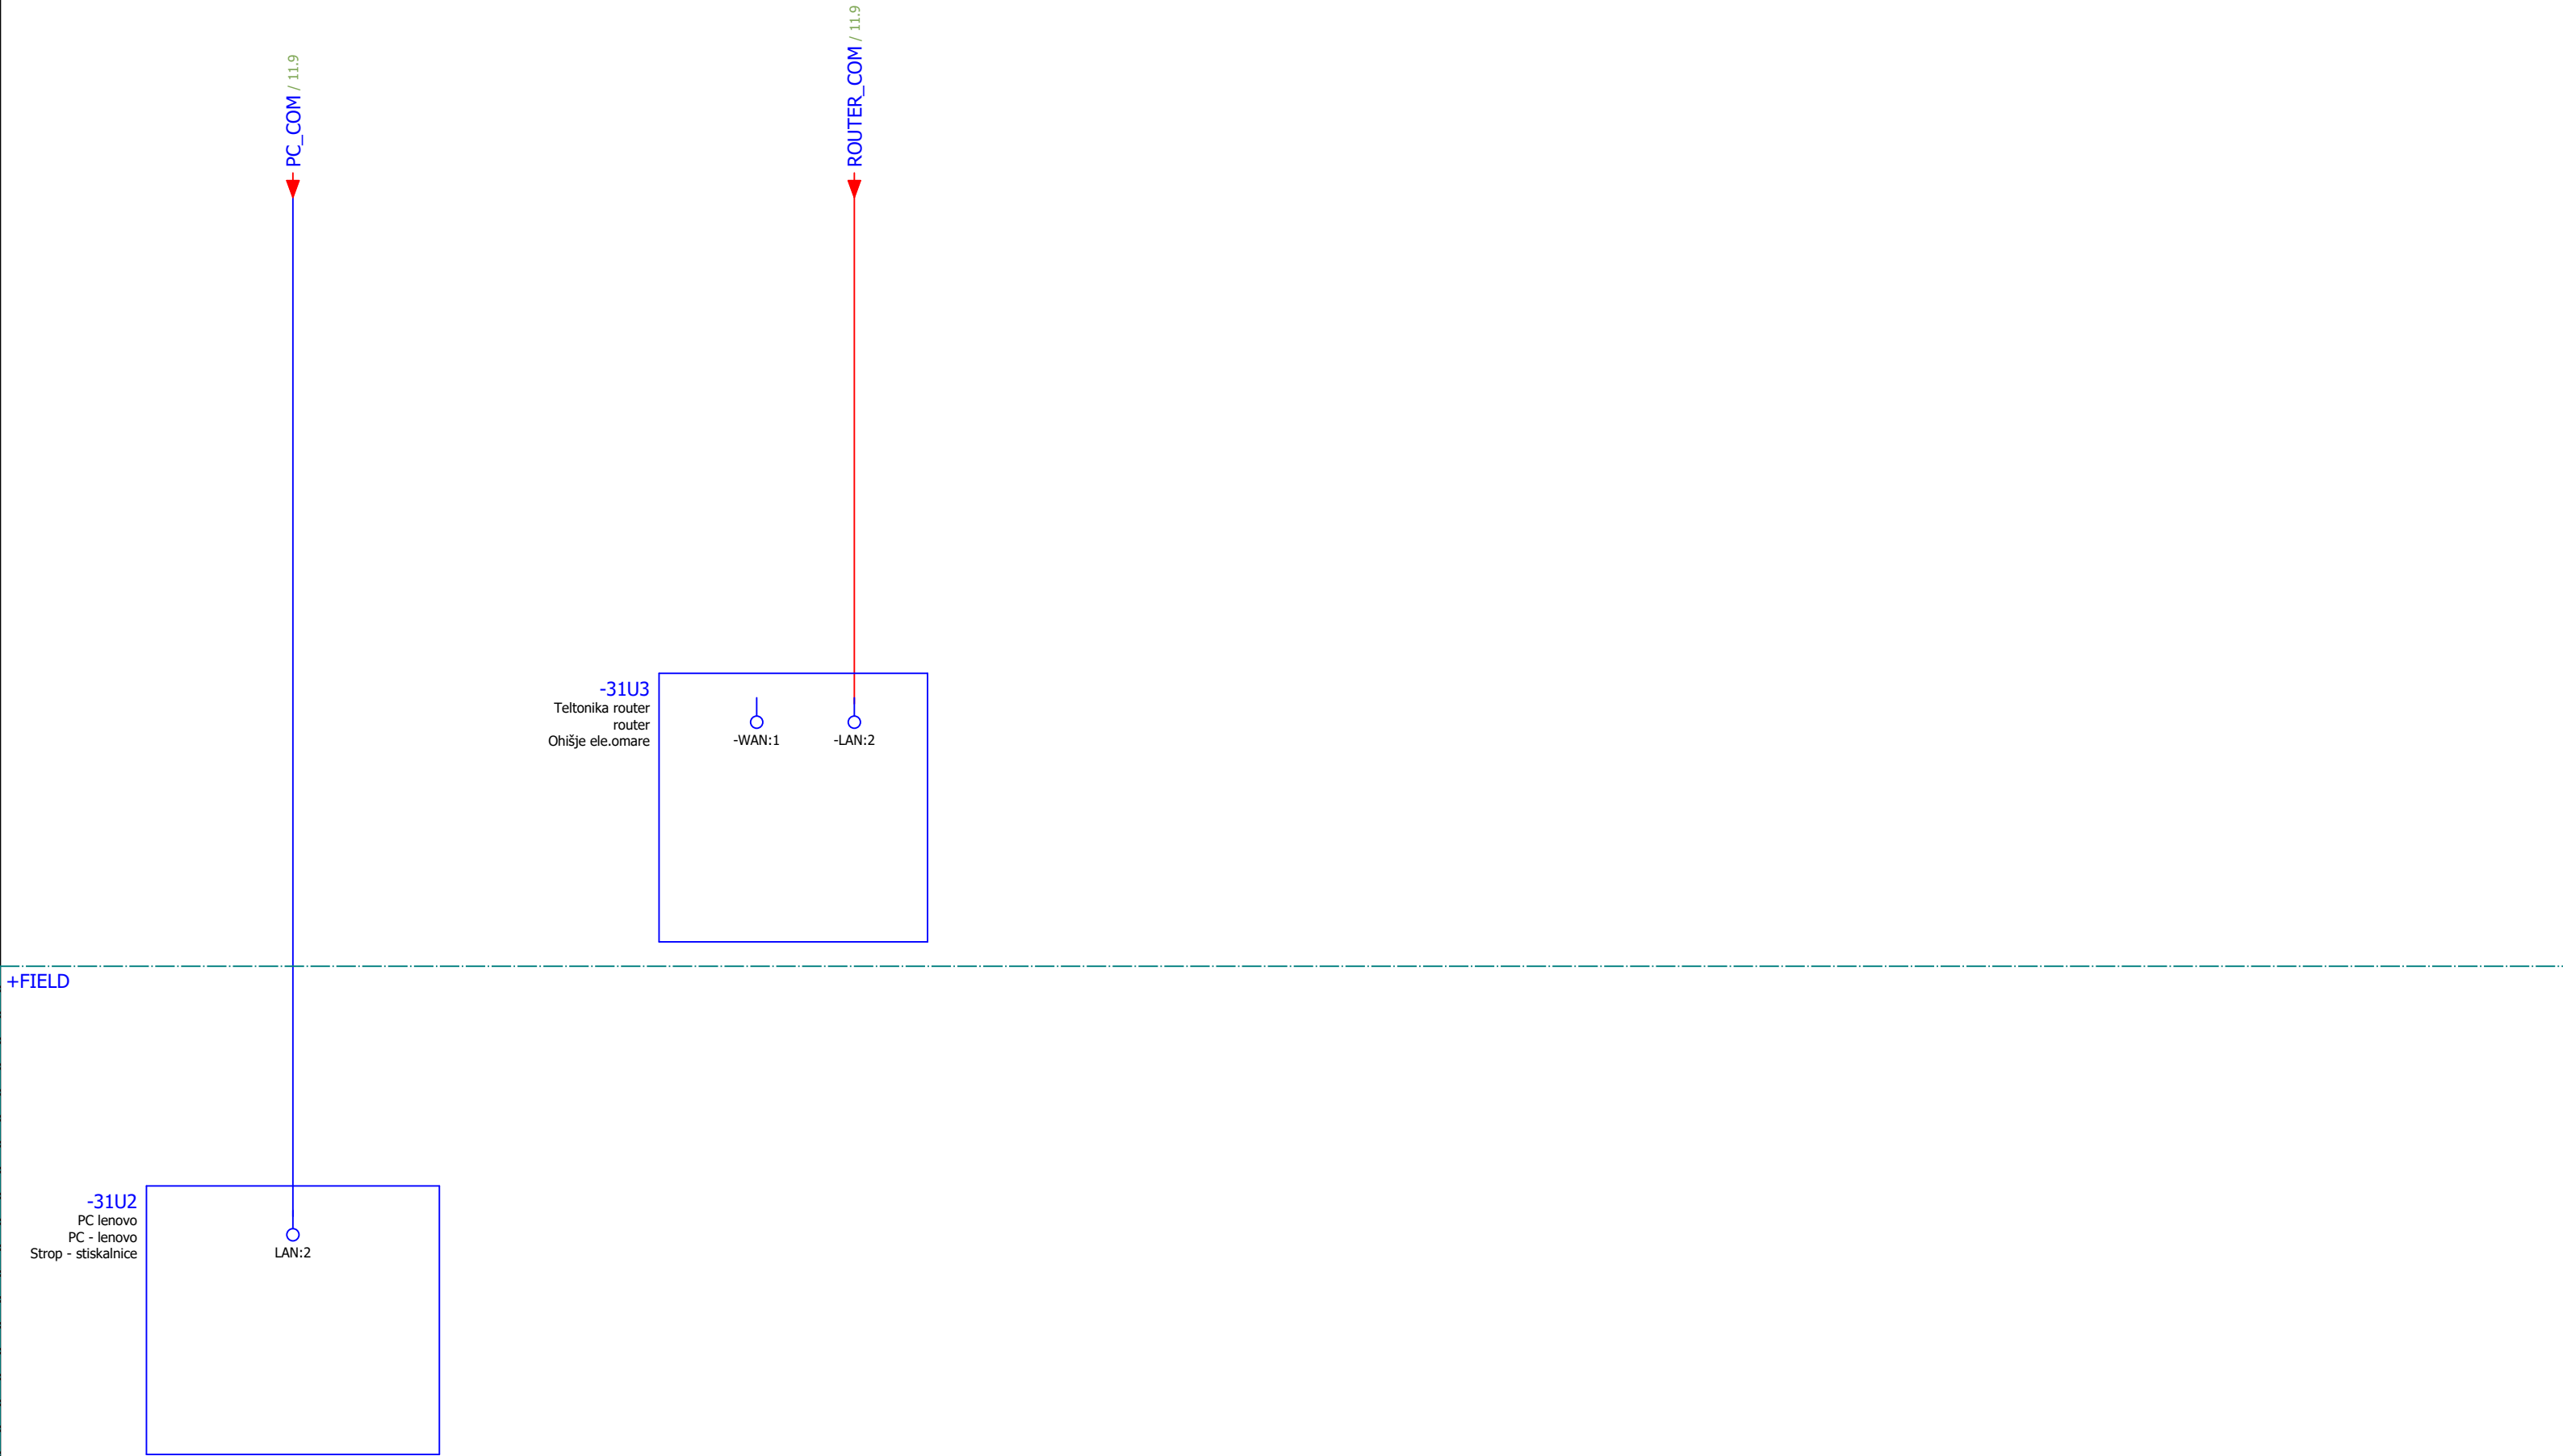 PC_COM / 11.9
ROUTER_COM / 11.9
-31U3
Teltonika router
router
Ohišje ele.omare
-WAN:1
-LAN:2
+FIELD
-31U2
PC lenovo
PC - lenovo
Strop - stiskalnice
LAN:2